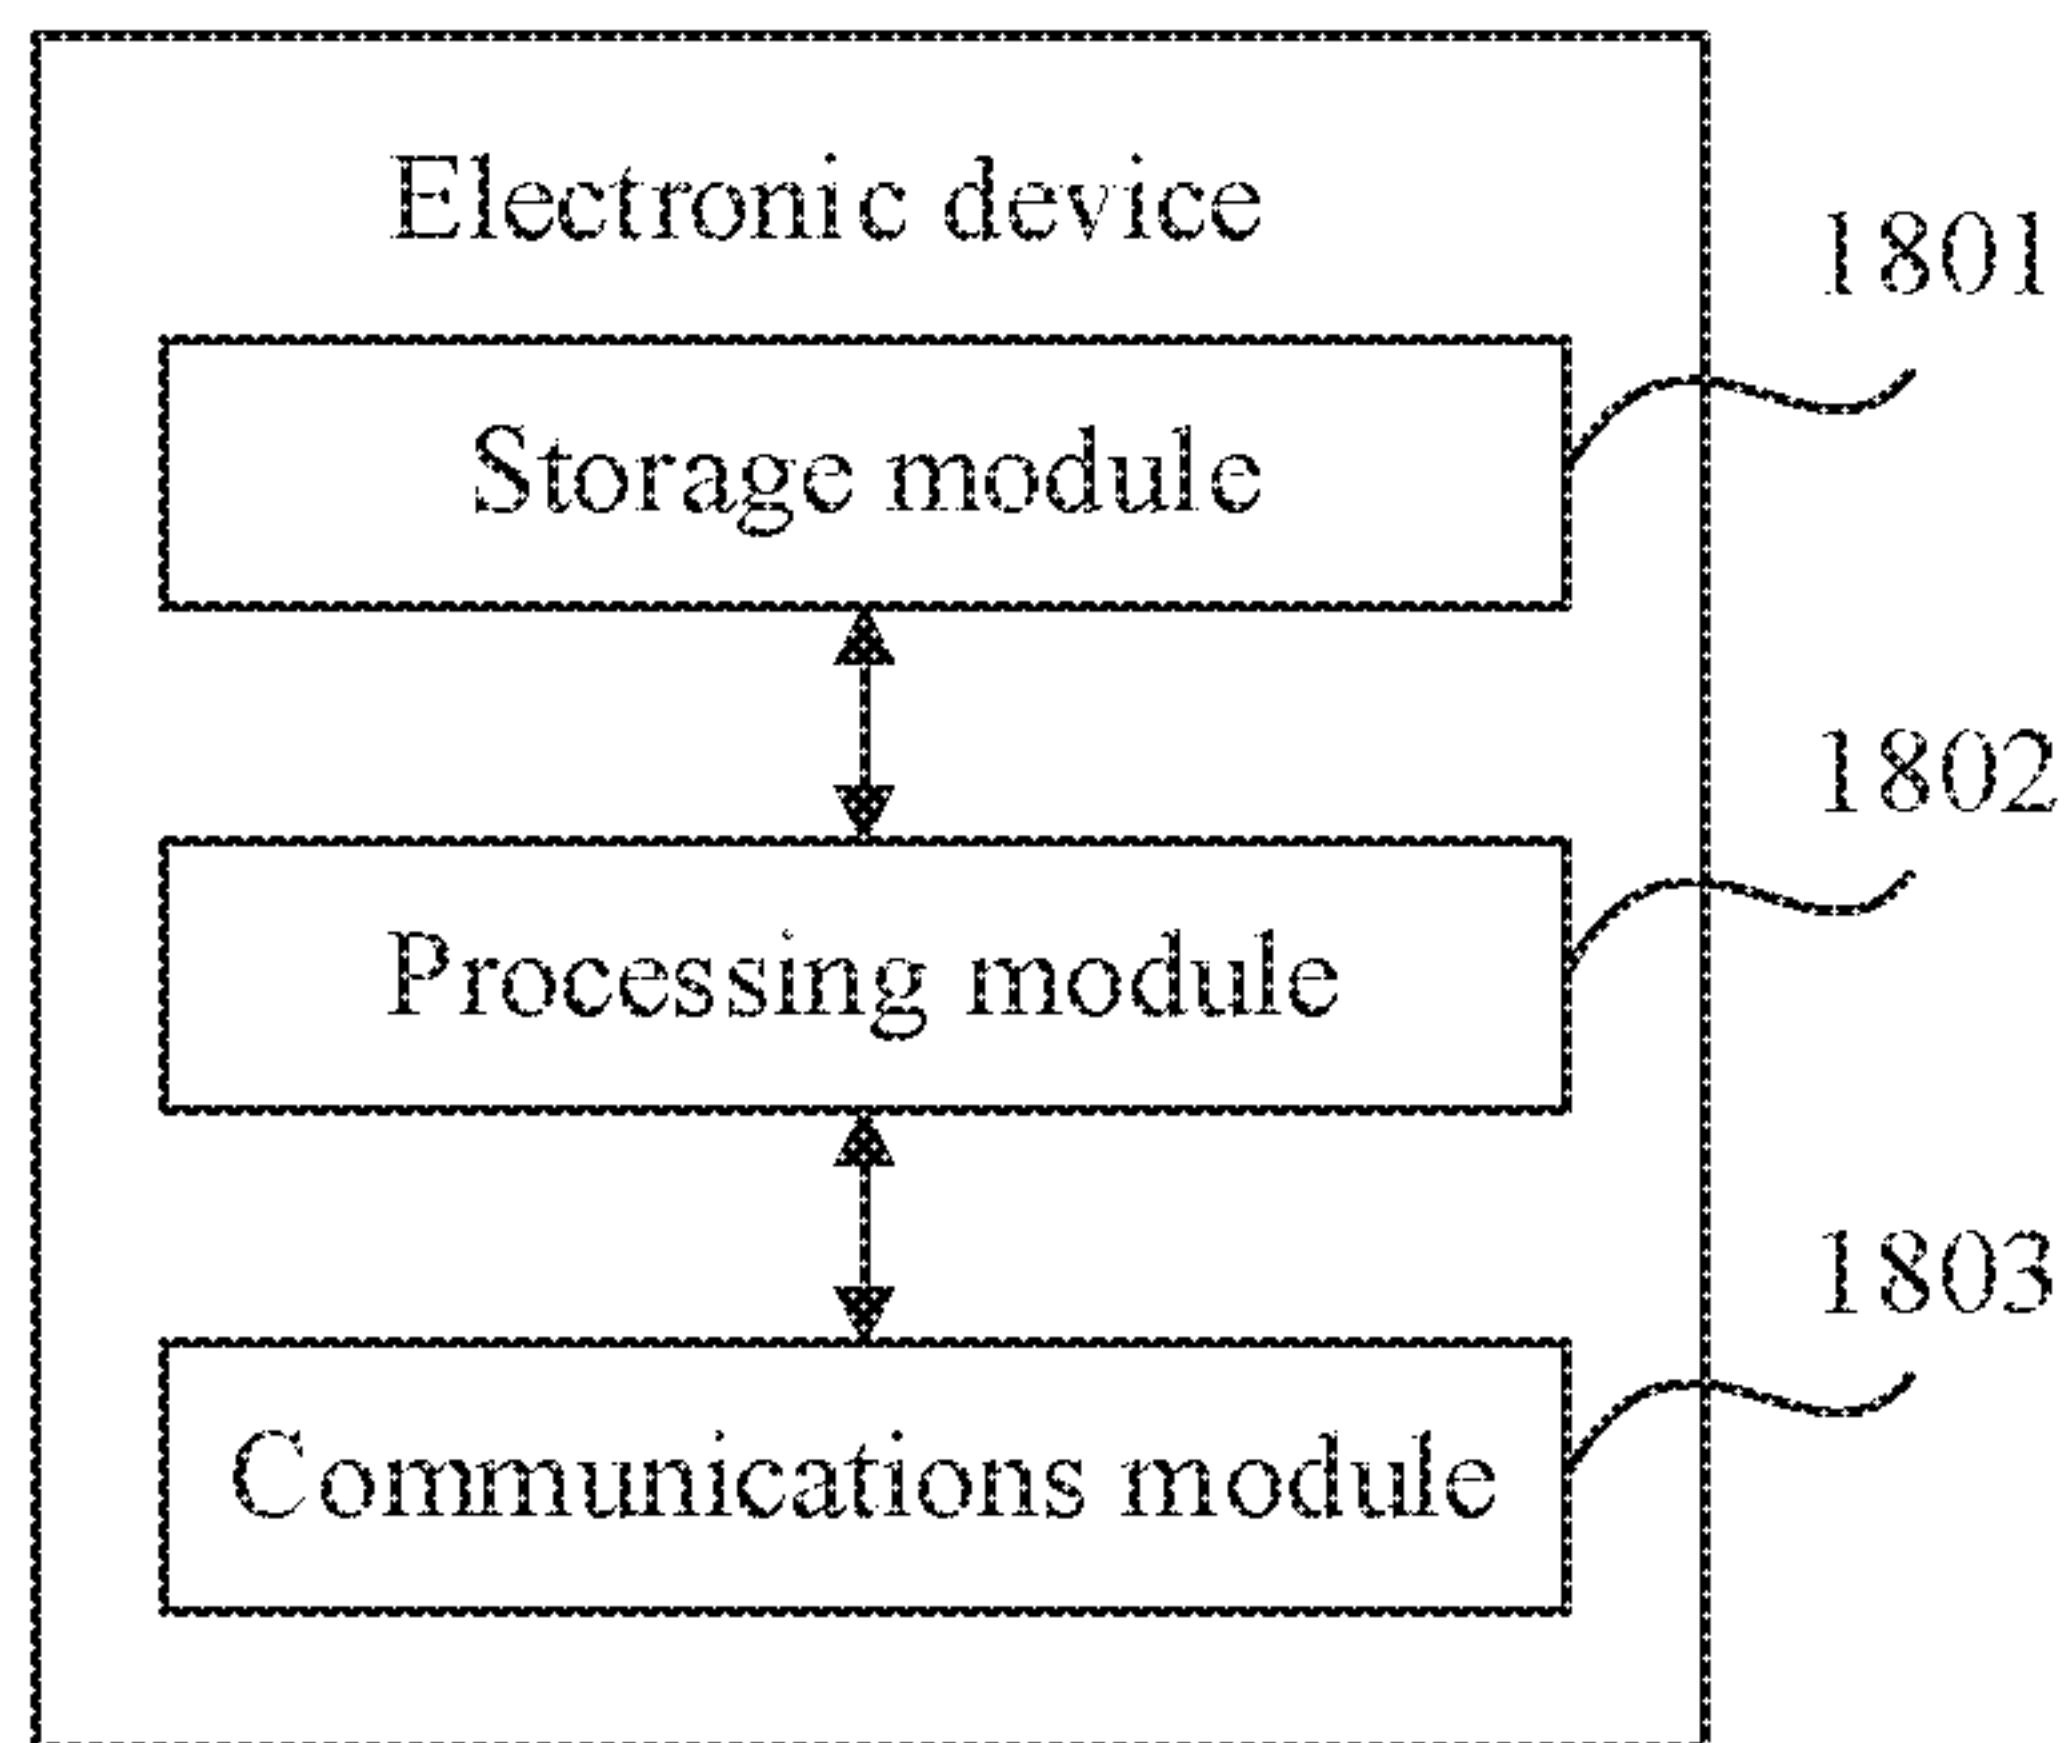 Electronic device
1801
Storage module
1802
Processing module
1803
Communications module